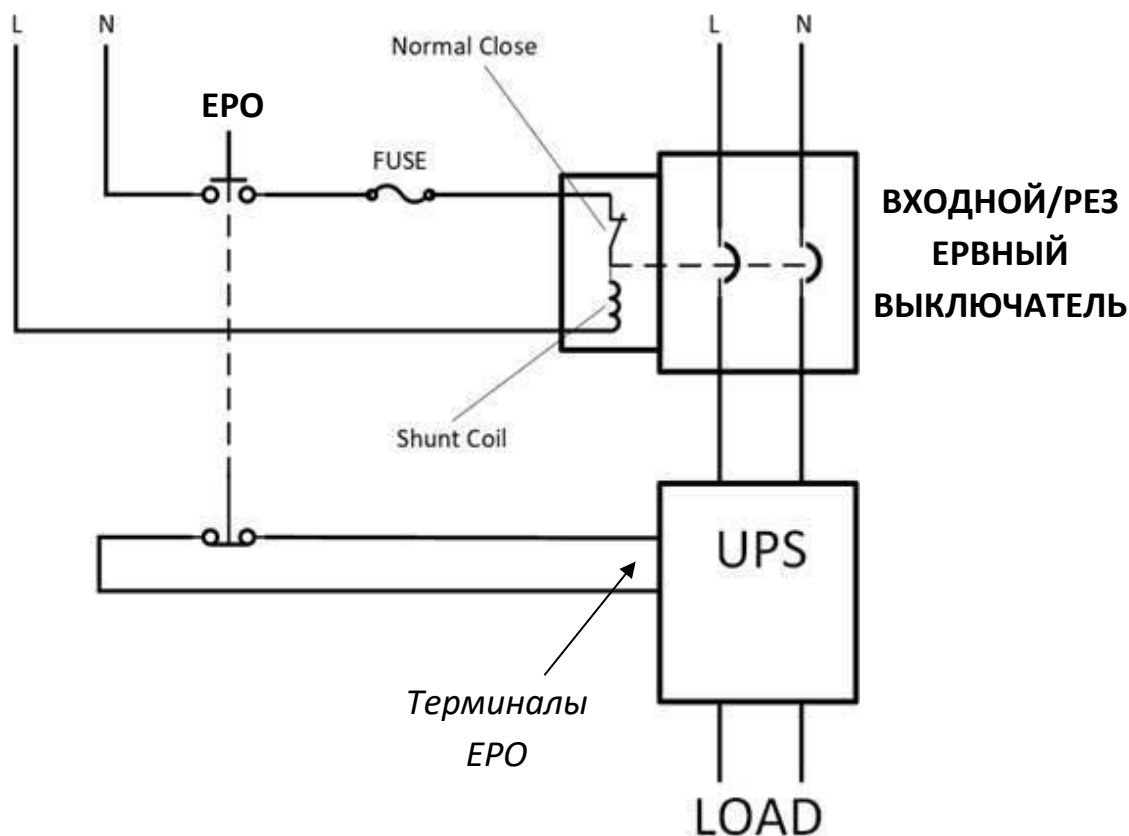 L
N
L
N
Normal Close
EPO
FUSE
ВХОДНОЙ/РЕЗ
ЕРВНЫЙ
ВЫКЛЮЧАТЕЛЬ
Shunt Coil
UPS
Терминалы
EPO
LOAD